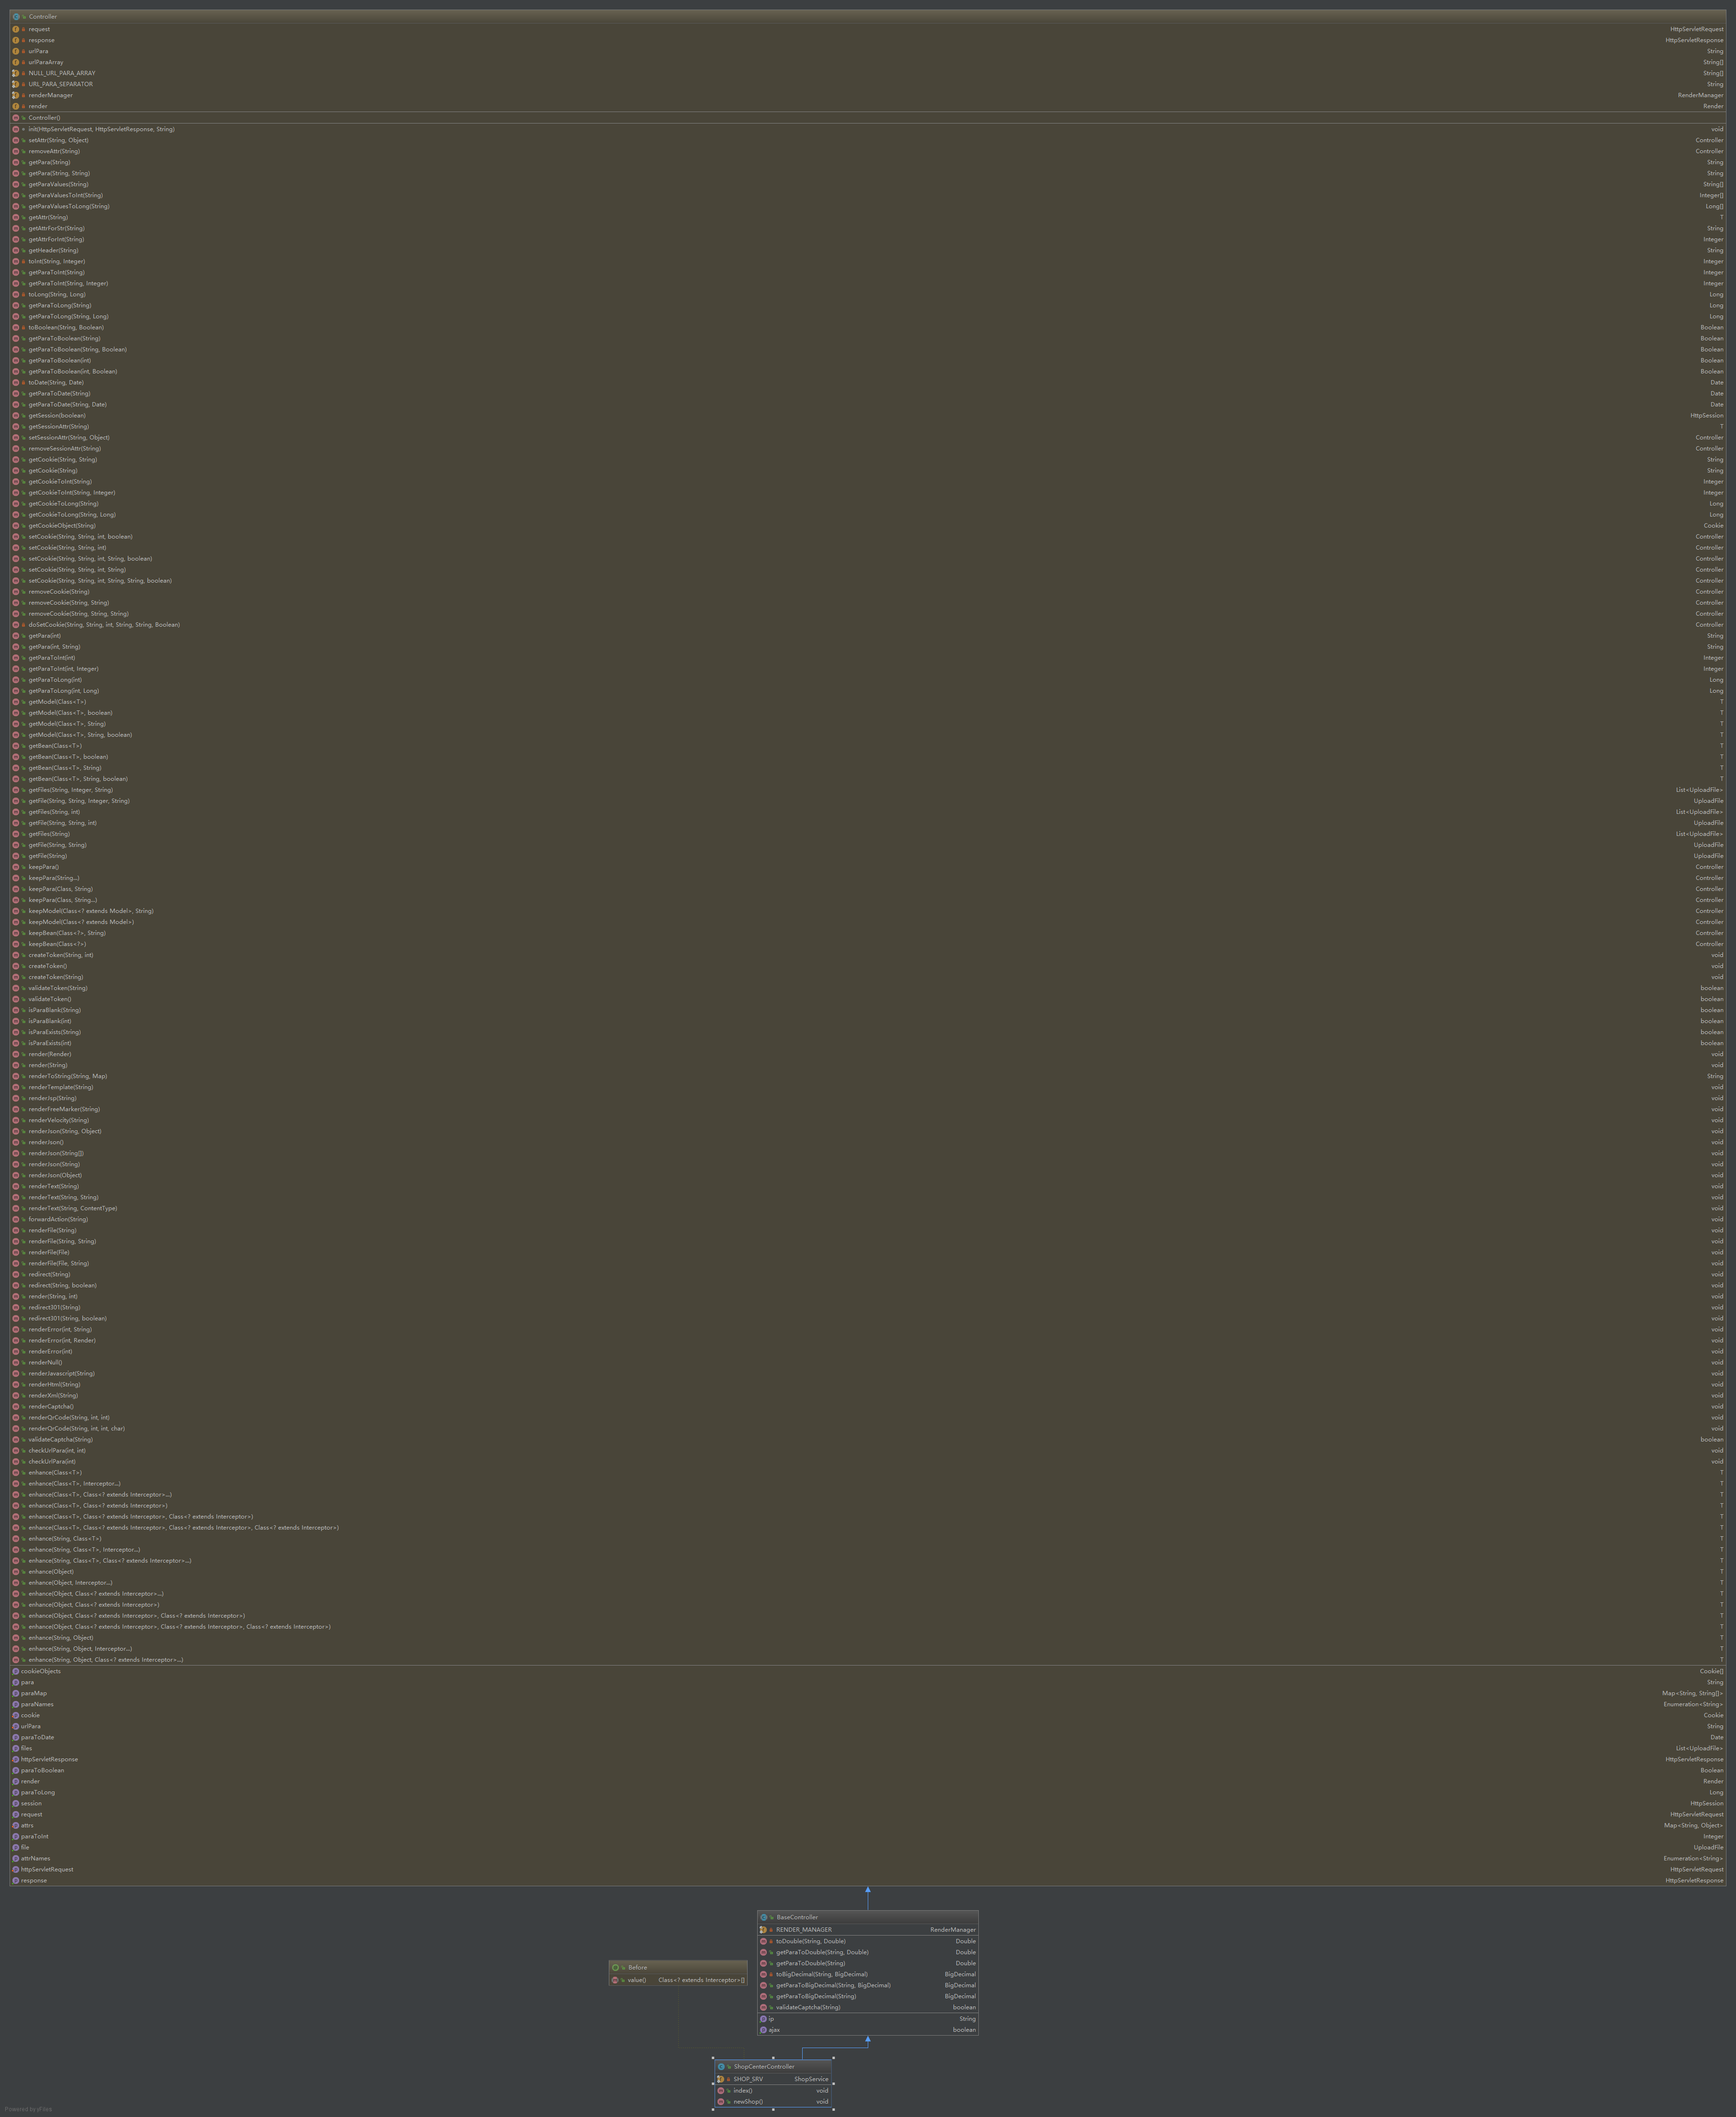 Controller
request HttpServletRequest
response HttpServletResponse
urlPara String
urlParaArray String[]
NULL_URL_PARA_ARRAY String[]
URL_PARA_SEPARATOR String
renderManager RenderManager
render Render
Controller()
init(HttpServletRequest, HttpServletResponse, String) void
setAttr(String, Object) Controller
removeAttr(String) Controller
getPara(String) String
getPara(String, String) String
getParaValues(String) String[]
getParaValuesToInt(String) Integer[]
getParaValuesToLong(String) Long[]
getAttr(String) T
getAttrForStr(String) String
getAttrForInt(String) Integer
getHeader(String) String
toInt(String, Integer) Integer
getParaToInt(String) Integer
getParaToInt(String, Integer) Integer
toLong(String, Long) Long
getParaToLong(String) Long
getParaToLong(String, Long) Long
toBoolean(String, Boolean) Boolean
getParaToBoolean(String) Boolean
getParaToBoolean(String, Boolean) Boolean
getParaToBoolean(int) Boolean
getParaToBoolean(int, Boolean) Boolean
toDate(String, Date) Date
getParaToDate(String) Date
getParaToDate(String, Date) Date
getSession(boolean) HttpSession
getSessionAttr(String) T
setSessionAttr(String, Object) Controller
removeSessionAttr(String) Controller
getCookie(String, String) String
getCookie(String) String
getCookieToInt(String) Integer
getCookieToInt(String, Integer) Integer
getCookieToLong(String) Long
getCookieToLong(String, Long) Long
getCookieObject(String) Cookie
setCookie(String, String, int, boolean) Controller
setCookie(String, String, int) Controller
setCookie(String, String, int, String, boolean) Controller
setCookie(String, String, int, String) Controller
setCookie(String, String, int, String, String, boolean) Controller
removeCookie(String) Controller
removeCookie(String, String) Controller
removeCookie(String, String, String) Controller
doSetCookie(String, String, int, String, String, Boolean) Controller
getPara(int) String
getPara(int, String) String
getParaToInt(int) Integer
getParaToInt(int, Integer) Integer
getParaToLong(int) Long
getParaToLong(int, Long) Long
getModel(Class<T>) T
getModel(Class<T>, boolean) T
getModel(Class<T>, String) T
getModel(Class<T>, String, boolean) T
getBean(Class<T>) T
getBean(Class<T>, boolean) T
getBean(Class<T>, String) T
getBean(Class<T>, String, boolean) T
getFiles(String, Integer, String) List<UploadFile>
getFile(String, String, Integer, String) UploadFile
getFiles(String, int) List<UploadFile>
getFile(String, String, int) UploadFile
getFiles(String) List<UploadFile>
getFile(String, String) UploadFile
getFile(String) UploadFile
keepPara() Controller
keepPara(String...) Controller
keepPara(Class, String) Controller
keepPara(Class, String...) Controller
keepModel(Class<? extends Model>, String) Controller
keepModel(Class<? extends Model>) Controller
keepBean(Class<?>, String) Controller
keepBean(Class<?>) Controller
createToken(String, int) void
createToken() void
createToken(String) void
validateToken(String) boolean
validateToken() boolean
isParaBlank(String) boolean
isParaBlank(int) boolean
isParaExists(String) boolean
isParaExists(int) boolean
render(Render) void
render(String) void
renderToString(String, Map) String
renderTemplate(String) void
renderJsp(String) void
renderFreeMarker(String) void
renderVelocity(String) void
renderJson(String, Object) void
renderJson() void
renderJson(String[]) void
renderJson(String) void
renderJson(Object) void
renderText(String) void
renderText(String, String) void
renderText(String, ContentType) void
forwardAction(String) void
renderFile(String) void
renderFile(String, String) void
renderFile(File) void
renderFile(File, String) void
redirect(String) void
redirect(String, boolean) void
render(String, int) void
redirect301(String) void
redirect301(String, boolean) void
renderError(int, String) void
renderError(int, Render) void
renderError(int) void
renderNull() void
renderJavascript(String) void
renderHtml(String) void
renderXml(String) void
renderCaptcha() void
renderQrCode(String, int, int) void
renderQrCode(String, int, int, char) void
validateCaptcha(String) boolean
checkUrlPara(int, int) void
checkUrlPara(int) void
enhance(Class<T>) T
enhance(Class<T>, Interceptor...) T
enhance(Class<T>, Class<? extends Interceptor>...) T
enhance(Class<T>, Class<? extends Interceptor>) T
enhance(Class<T>, Class<? extends Interceptor>, Class<? extends Interceptor>) T
enhance(Class<T>, Class<? extends Interceptor>, Class<? extends Interceptor>, Class<? extends Interceptor>) T
enhance(String, Class<T>) T
enhance(String, Class<T>, Interceptor...) T
enhance(String, Class<T>, Class<? extends Interceptor>...) T
enhance(Object) T
enhance(Object, Interceptor...) T
enhance(Object, Class<? extends Interceptor>...) T
enhance(Object, Class<? extends Interceptor>) T
enhance(Object, Class<? extends Interceptor>, Class<? extends Interceptor>) T
enhance(Object, Class<? extends Interceptor>, Class<? extends Interceptor>, Class<? extends Interceptor>) T
enhance(String, Object) T
enhance(String, Object, Interceptor...) T
enhance(String, Object, Class<? extends Interceptor>...) T
cookieObjects Cookie[]
para String
paraMap Map<String, String[]>
paraNames Enumeration<String>
cookie Cookie
urlPara String
paraToDate Date
files List<UploadFile>
httpServletResponse HttpServletResponse
paraToBoolean Boolean
render Render
paraToLong Long
session HttpSession
request HttpServletRequest
attrs Map<String, Object>
paraToInt Integer
file UploadFile
attrNames Enumeration<String>
httpServletRequest HttpServletRequest
response HttpServletResponse
BaseController
RENDER_MANAGER RenderManager
toDouble(String, Double) Double
getParaToDouble(String, Double) Double
getParaToDouble(String) Double
toBigDecimal(String, BigDecimal) BigDecimal
getParaToBigDecimal(String, BigDecimal) BigDecimal
getParaToBigDecimal(String) BigDecimal
validateCaptcha(String) boolean
ip String
ajax boolean
Before
value() Class<? extends Interceptor>[]
ShopCenterController
SHOP_SRV ShopService
index() void
newShop() void
Powered by yFiles